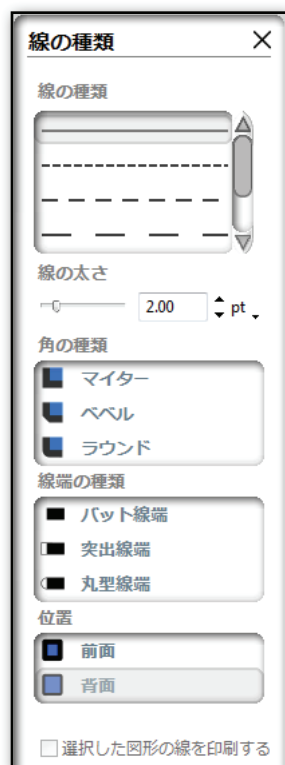 線の種類
線の種類
線の太さ
2.00 pt
角の種類
マイター
ベベル
ラウンド
線端の種類
バット線端
突出線端
丸型線端
位置
前面
背面
選択した図形の線を印刷する